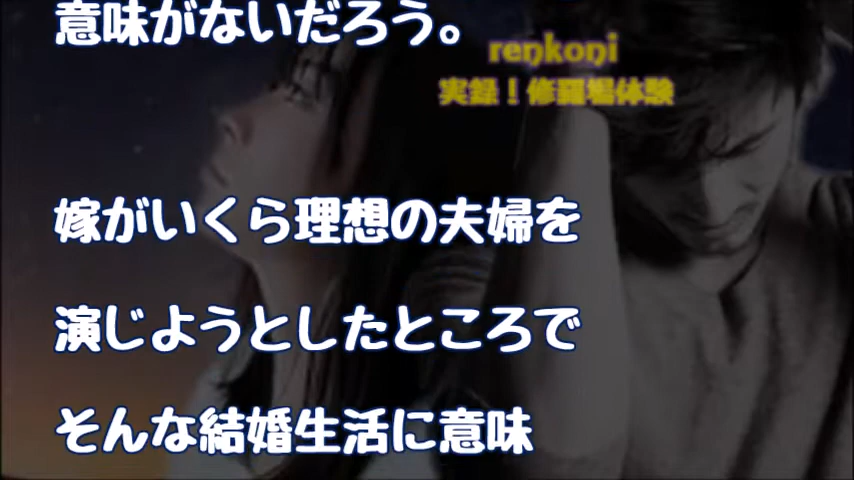 意味がないだろう。
renkoni
実録！修羅場体験
嫁がいくら理想の夫婦を
演じようとしたところで
そんな結婚生活に意味